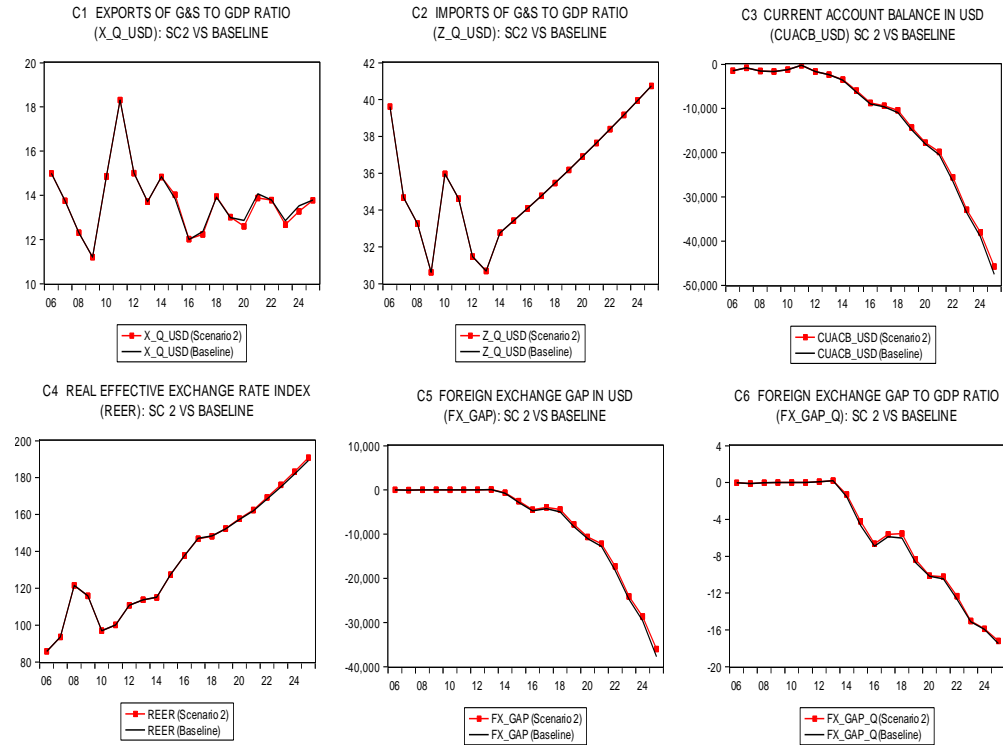 C1 EXPORTS OF G&S TO GDP RATIO
(X_Q_USD): SC2 VS BASELINE
20
18
16
14
12
10
06 08 10 12 14 16 18 20 22 24
X_Q_USD (Scenario 2)
X_Q_USD (Baseline)
C2 IMPORTS OF G&S TO GDP RATIO
(Z_Q_USD): SC2 VS BASELINE
42
40
38
36
34
32
30
06 08 10 12 14 16 18 20 22 24
Z_Q_USD (Scenario 2)
Z_Q_USD (Baseline)
C3 CURRENT ACCOUNT BALANCE IN USD
(CUACB_USD) SC 2 VS BASELINE
0
-10,000
-20,000
-30,000
-40,000
-50,000
06 08 10 12 14 16 18 20 22 24
CUACB_USD (Scenario 2)
CUACB_USD (Baseline)
C4 REAL EFFECTIVE EXCHANGE RATE INDEX
(REER): SC 2 VS BASELINE
200
180
160
140
120
100
80
06 08 10 12 14 16 18 20 22 24
REER (Scenario 2)
REER (Baseline)
C5 FOREIGN EXCHANGE GAP IN USD
(FX_GAP): SC 2 VS BASELINE
10,000
0
-10,000
-20,000
-30,000
-40,000
06 08 10 12 14 16 18 20 22 24
FX_GAP (Scenario 2)
FX_GAP (Baseline)
C6 FOREIGN EXCHANGE GAP TO GDP RATIO
(FX_GAP_Q): SC 2 VS BASELINE
4
0
-4
-8
-12
-16
-20
06 08 10 12 14 16 18 20 22 24
FX_GAP_Q (Scenario 2)
FX_GAP_Q (Baseline)